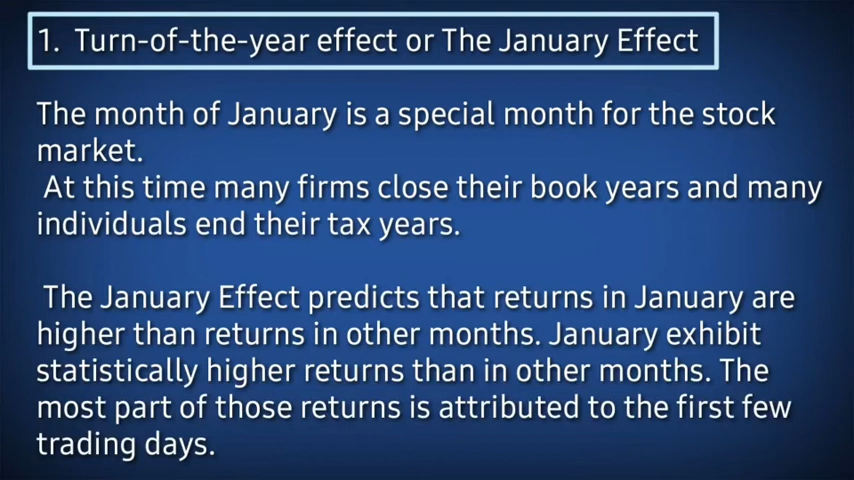 1. Turn-of-the-year effect or The January Effect
The month of January is a special month for the stock
market.
At this time many firms close their book years and many
individuals end their tax years.
The January Effect predicts that returns in January are
higher than returns in other months. January exhibit
statistically higher returns than in other months. The
most part of those returns is attributed to the first few
trading days.